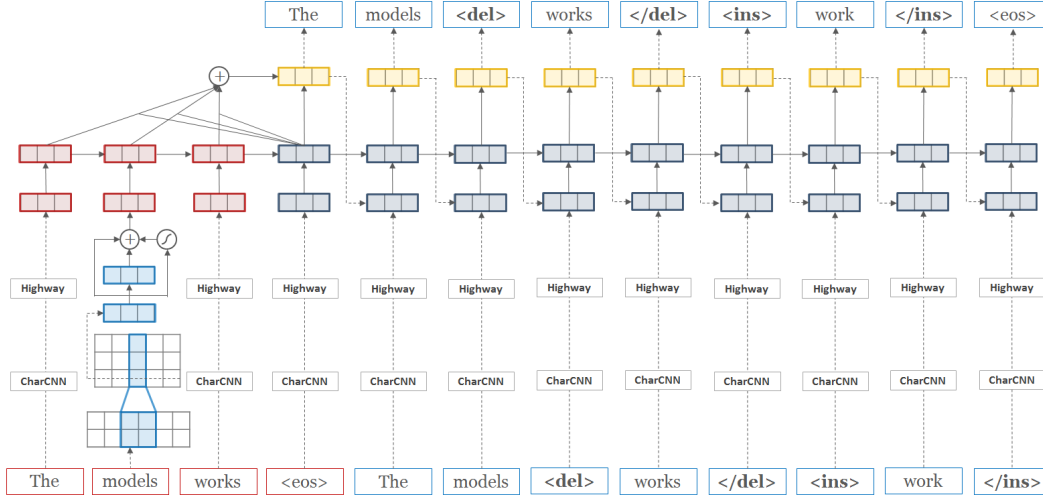 The models <del> works </del> <ins> work </ins> <eos>
+
+ ∫
Highway Highway Highway Highway Highway Highway Highway Highway Highway Highway Highway
CharCNN CharCNN CharCNN CharCNN CharCNN CharCNN CharCNN CharCNN CharCNN CharCNN CharCNN
The models works <eos> The models <del> works </del> <ins> work </ins>